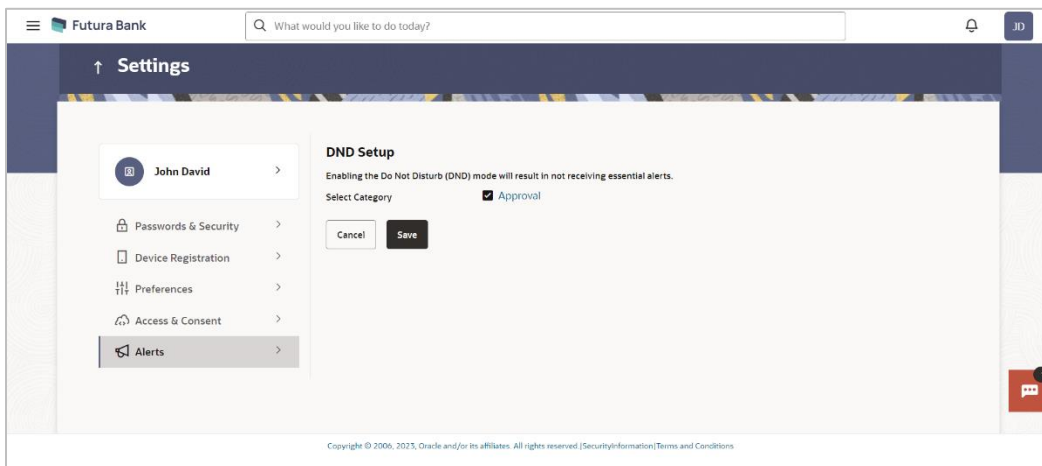 Futura Bank
What would you like to do today?
JD
↑ Settings
John David
Passwords & Security
Device Registration
Preferences
Access & Consent
Alerts
DND Setup
Enabling the Do Not Disturb (DND) mode will result in not receiving essential alerts.
Select Category Approval
Cancel Save
Copyright © 2006, 2023, Oracle and/or its affiliates. All rights reserved.|SecurityInformation|Terms and Conditions